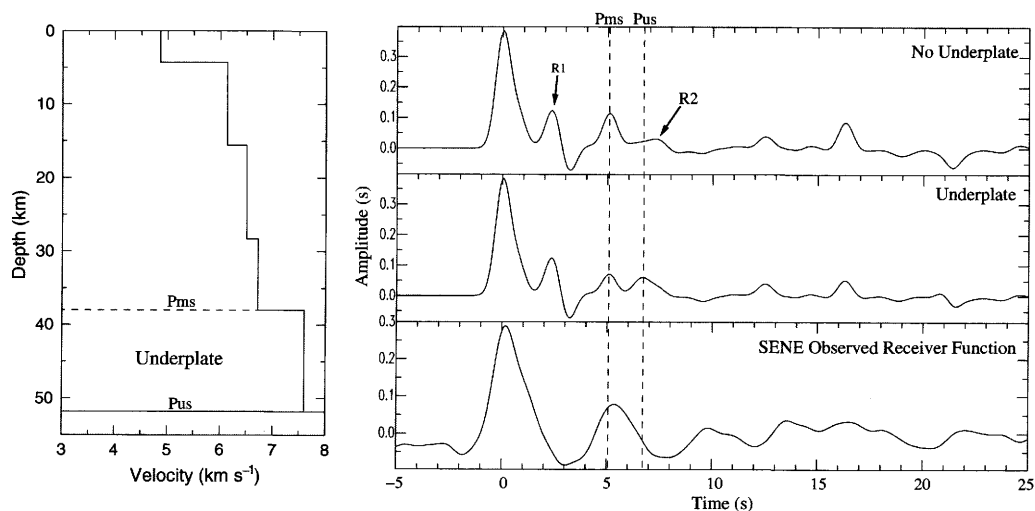 0
10
20
30
40
50
Depth (km)
Pms
Underplate
Pus
3 4 5 6 7 8
Velocity (km s⁻¹)
Pms Pus
No Underplate
R1
R2
0.3
0.2
0.1
0.0
Underplate
0.3
0.2
0.1
0.0
Amplitude (s)
SENE Observed Receiver Function
0.3
0.2
0.1
0.0
−5 0 5 10 15 20 25
Time (s)